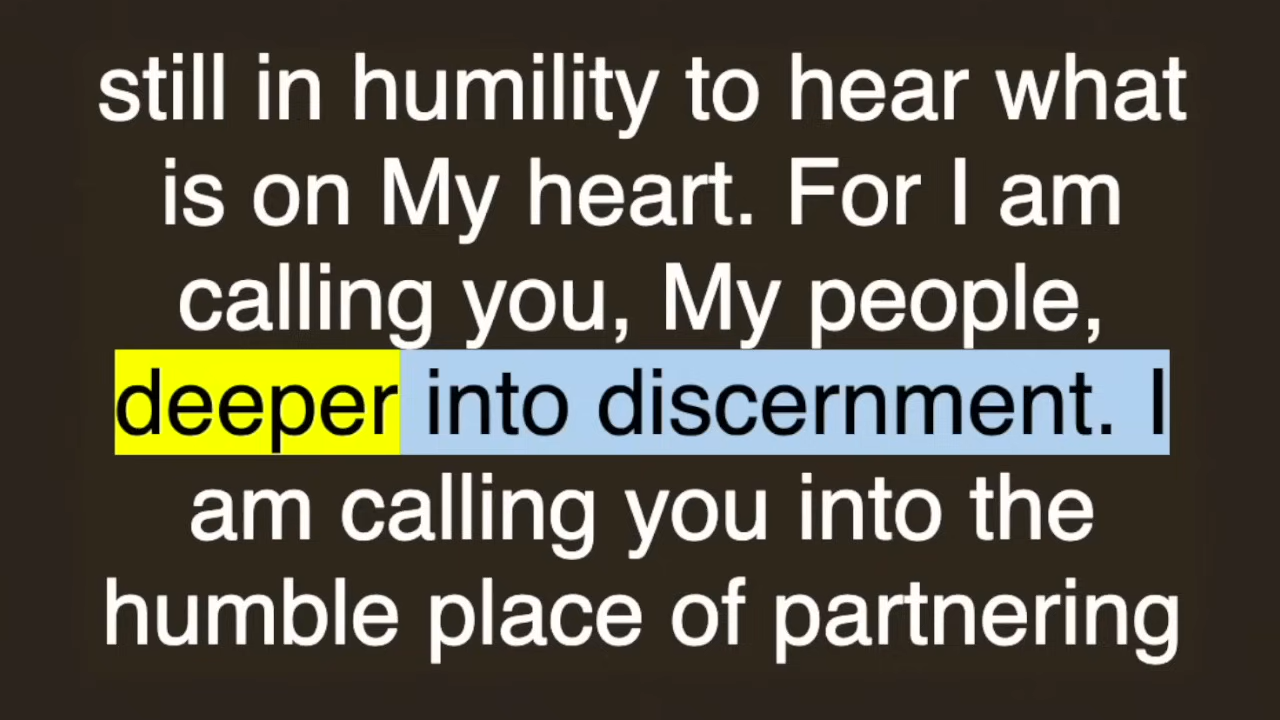 still in humility to hear what
is on My heart. For I am
calling you, My people,
deeper into discernment. I
am calling you into the
humble place of partnering